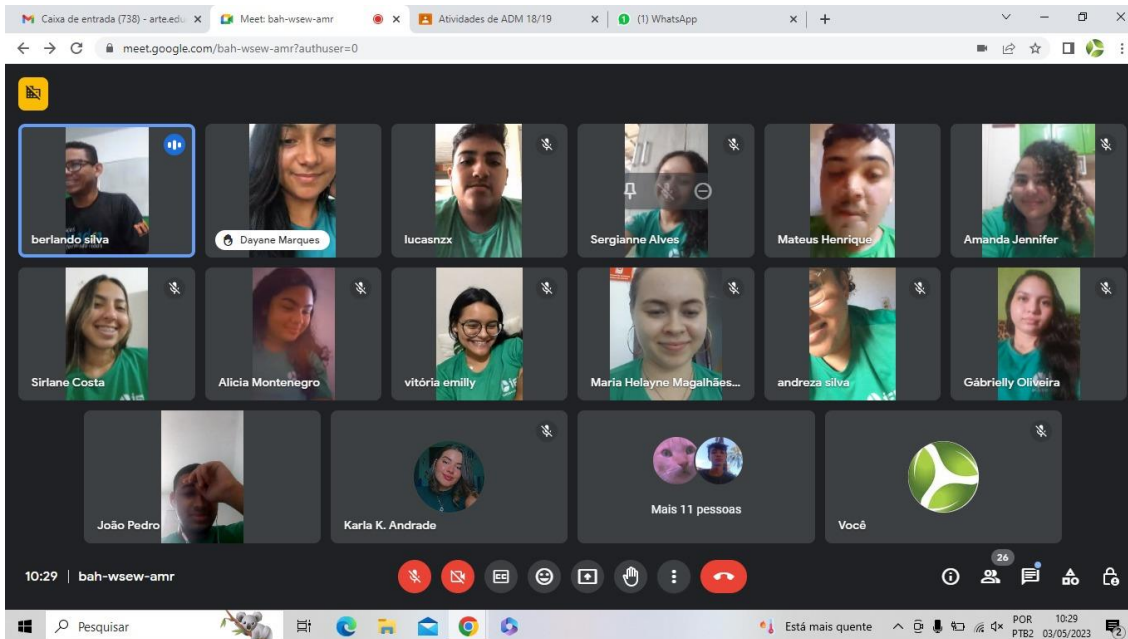 Caixa de entrada (738) - arte.edu
Meet: bah-wsew-amr
Atividades de ADM 18/19
(1) WhatsApp
meet.google.com/bah-wsew-amr?authuser=0
berlando silva
Dayane Marques
lucasnzx
Sergianne Alves
Mateus Henrique
Amanda Jennifer
Sirlane Costa
Alicia Montenegro
vitória emilly
Maria Helayne Magalhães...
andreza silva
Gábrielly Oliveira
João Pedro
Karla K. Andrade
Mais 11 pessoas
Você
10:29 | bah-wsew-amr
CC
26
Pesquisar
Está mais quente
POR
PTB2
10:29
03/05/2023
2